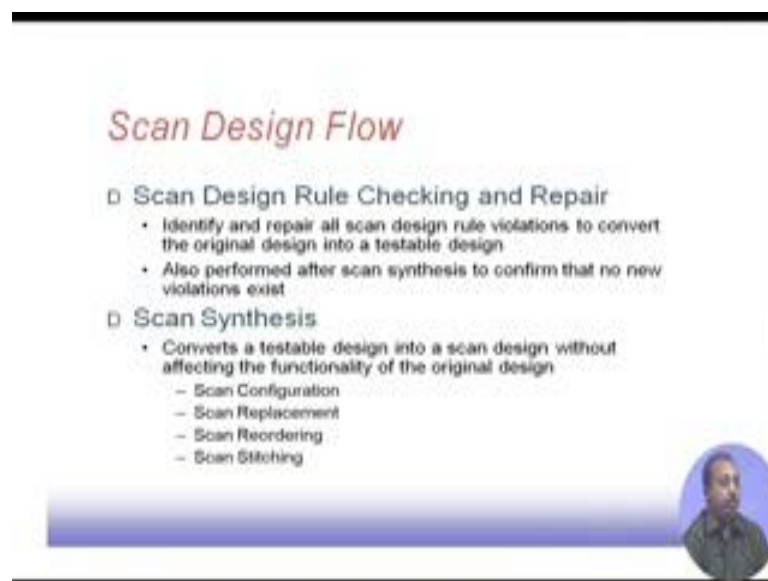 Scan Design Flow
Scan Design Rule Checking and Repair
• Identify and repair all scan design rule violations to convert
the original design into a testable design
• Also performed after scan synthesis to confirm that no new
violations exist
Scan Synthesis
• Converts a testable design into a scan design without
affecting the functionality of the original design
– Scan Configuration
– Scan Replacement
– Scan Reordering
– Scan Stitching